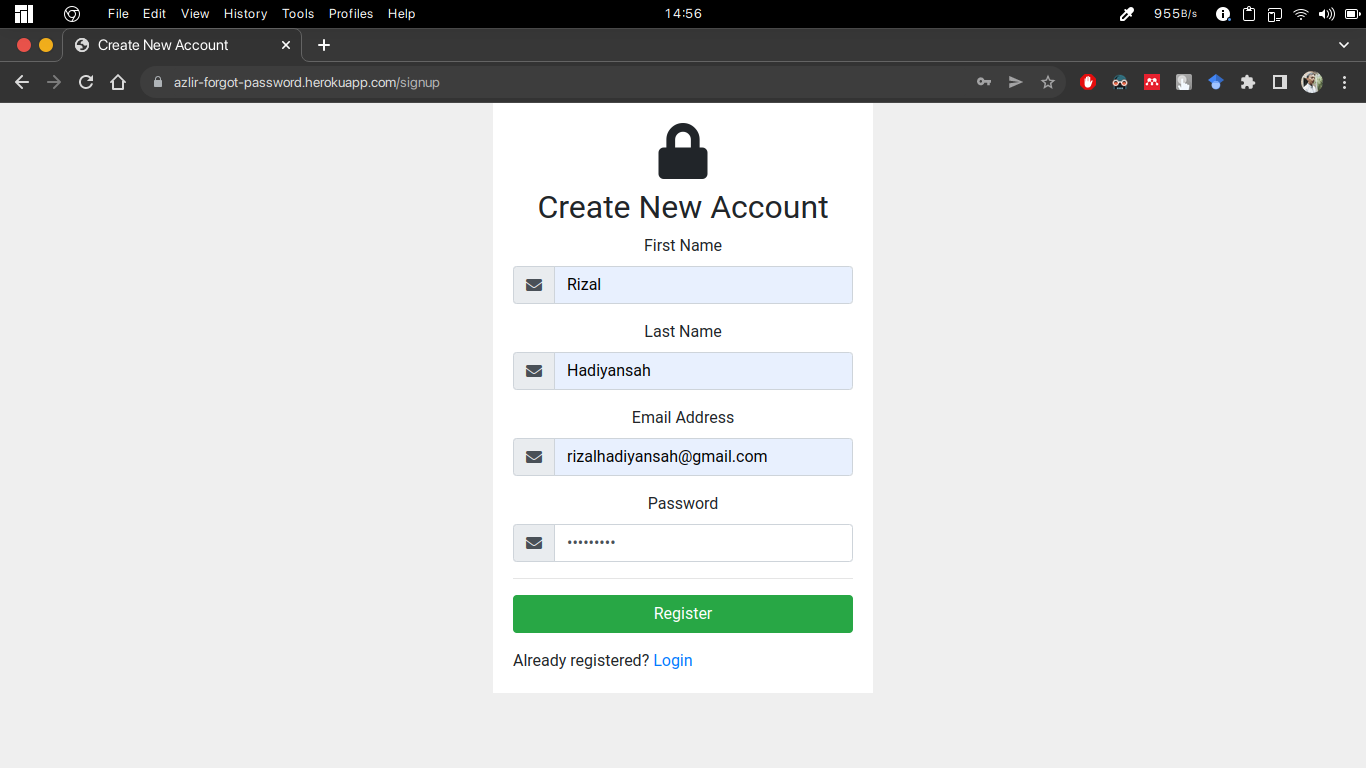 File Edit View History Tools Profiles Help 14:56 955B/s
Create New Account
azlir-forgot-password.herokuapp.com/signup
Create New Account
First Name
Rizal
Last Name
Hadiyansah
Email Address
rizalhadiyansah@gmail.com
Password
•••••••••
Register
Already registered? Login